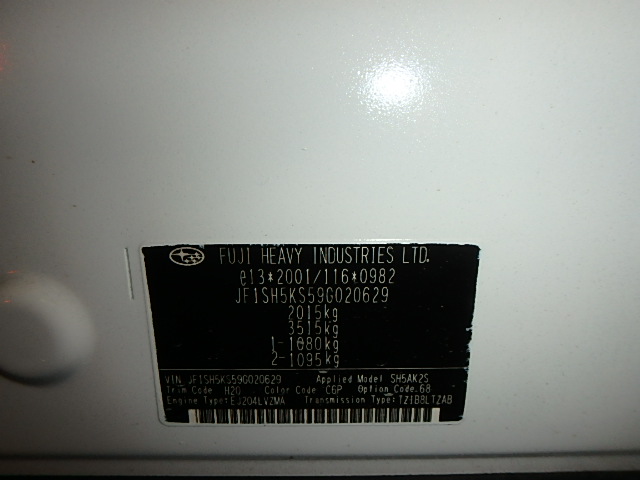 FUJI HEAVY INDUSTRIES LTD.
e13*2001/116*0982
JF1SH5KS59G020629
2015kg
3515kg
1-1080kg
2-1095kg
VIN JF1SH5KS59G020629 Applied Model SH5AK2S
Trim Code H20 Color Code: C6P Option Code.68
Engine Type:EJ204LVZMA Transmission Type:TZ1B8LTZAB